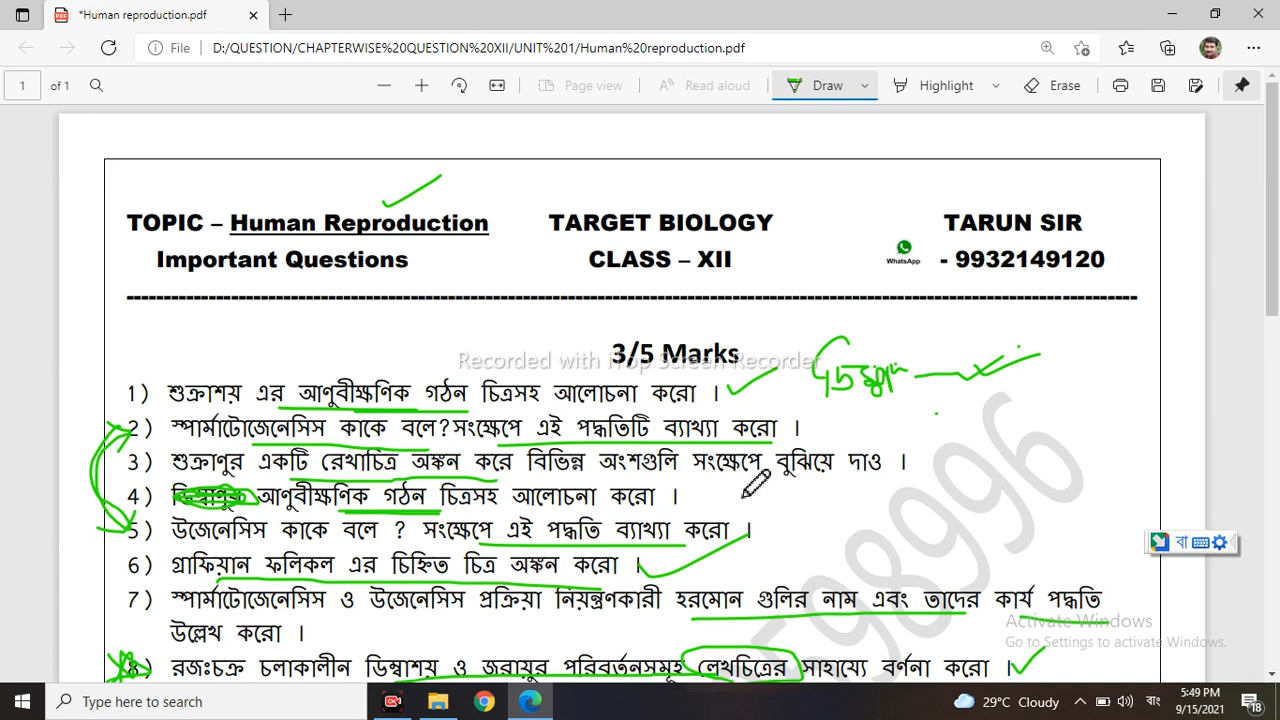 *Human reproduction.pdf
File D:/QUESTION/CHAPTERWISE%20QUESTION%20XII/UNIT%201/Human%20reproduction.pdf
1 of 1 Page view Read aloud Draw Highlight Erase
TOPIC – Human Reproduction TARGET BIOLOGY TARUN SIR
Important Questions CLASS – XII WhatsApp - 9932149120
3/5 Marks
Recorded with iTop Screen Recorder
1) শুক্রাশয় এর আণুবীক্ষণিক গঠন চিত্রসহ আলোচনা করো ।
2) স্পার্মাটোজেনেসিস কাকে বলে? সংক্ষেপে এই পদ্ধতিটি ব্যাখ্যা করো ।
3) শুক্রাণুর একটি রেখাচিত্র অঙ্কন করে বিভিন্ন অংশগুলি সংক্ষেপে বুঝিয়ে দাও ।
4) আণুবীক্ষণিক গঠন চিত্রসহ আলোচনা করো ।
5) উজেনেসিস কাকে বলে ? সংক্ষেপে এই পদ্ধতি ব্যাখ্যা করো ।
6) গ্রাফিয়ান ফলিকল এর চিহ্নিত চিত্র অঙ্কন করো ।
7) স্পার্মাটোজেনেসিস ও উজেনেসিস প্রক্রিয়া নিয়ন্ত্রণকারী হরমোন গুলির নাম এবং তাদের কার্য পদ্ধতি
উল্লেখ করো ।
8) রজঃচক্র চলাকালীন ডিম্বাশয় ও জরায়ুর পরিবর্তনসমূহ লেখচিত্রের সাহায্যে বর্ণনা করো ।
598996
বা
Activate Windows
Go to Settings to activate Windows.
Type here to search 29°C Cloudy বাং 5:49 PM
9/15/2021 18